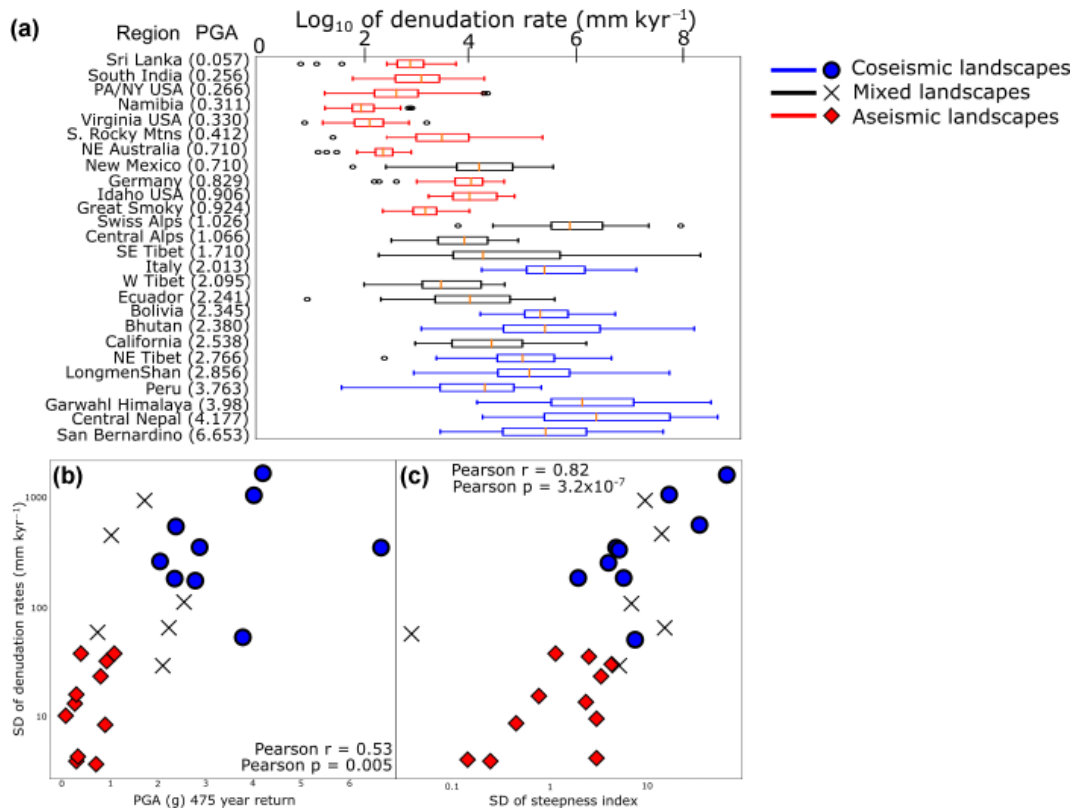 (a)
Log₁₀ of denudation rate (mm kyr⁻¹)
Region PGA
0 2 4 6 8
Sri Lanka (0.057)
South India (0.256)
PA/NY USA (0.266)
Namibia (0.311)
Virginia USA (0.330)
S. Rocky Mtns (0.412)
NE Australia (0.710)
New Mexico (0.710)
Germany (0.829)
Idaho USA (0.906)
Great Smoky (0.924)
Swiss Alps (1.026)
Central Alps (1.066)
SE Tibet (1.710)
Italy (2.013)
W Tibet (2.095)
Ecuador (2.241)
Bolivia (2.345)
Bhutan (2.380)
California (2.538)
NE Tibet (2.766)
LongmenShan (2.856)
Peru (3.763)
Garwahl Himalaya (3.98)
Central Nepal (4.177)
San Bernardino (6.653)
Coseismic landscapes
Mixed landscapes
Aseismic landscapes
(b)
SD of denudation rates (mm kyr⁻¹)
1000
100
10
Pearson r = 0.53
Pearson p = 0.005
0 1 2 3 4 5 6
PGA (g) 475 year return
(c)
Pearson r = 0.82
Pearson p = 3.2x10⁻⁷
0.1 1 10
SD of steepness index